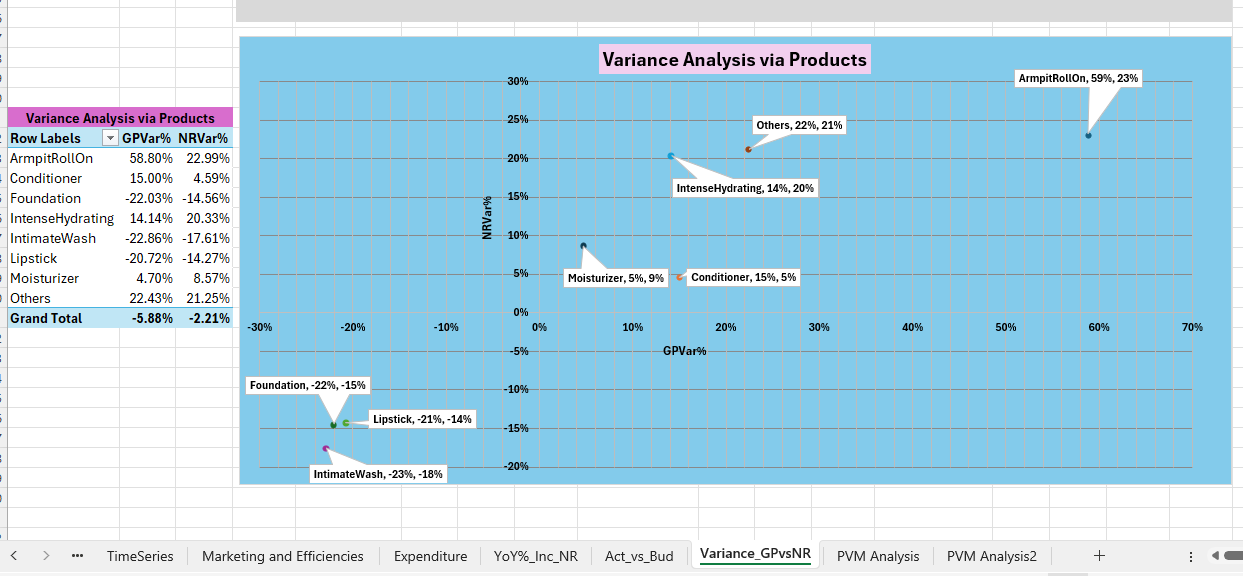 Variance Analysis via Products
Row Labels GPVar% NRVar%
ArmpitRollOn 58.80% 22.99%
Conditioner 15.00% 4.59%
Foundation -22.03% -14.56%
IntenseHydrating 14.14% 20.33%
IntimateWash -22.86% -17.61%
Lipstick -20.72% -14.27%
Moisturizer 4.70% 8.57%
Others 22.43% 21.25%
Grand Total -5.88% -2.21%
Variance Analysis via Products
ArmpitRollOn, 59%, 23%
Others, 22%, 21%
IntenseHydrating, 14%, 20%
Moisturizer, 5%, 9%
Conditioner, 15%, 5%
Foundation, -22%, -15%
Lipstick, -21%, -14%
IntimateWash, -23%, -18%
NRVar%
30%
25%
20%
15%
10%
5%
0%
-5%
-10%
-15%
-20%
-30% -20% -10% 0% 10% 20% 30% 40% 50% 60% 70%
GPVar%
... TimeSeries Marketing and Efficiencies Expenditure YoY%_Inc_NR Act_vs_Bud Variance_GPvsNR PVM Analysis PVM Analysis2